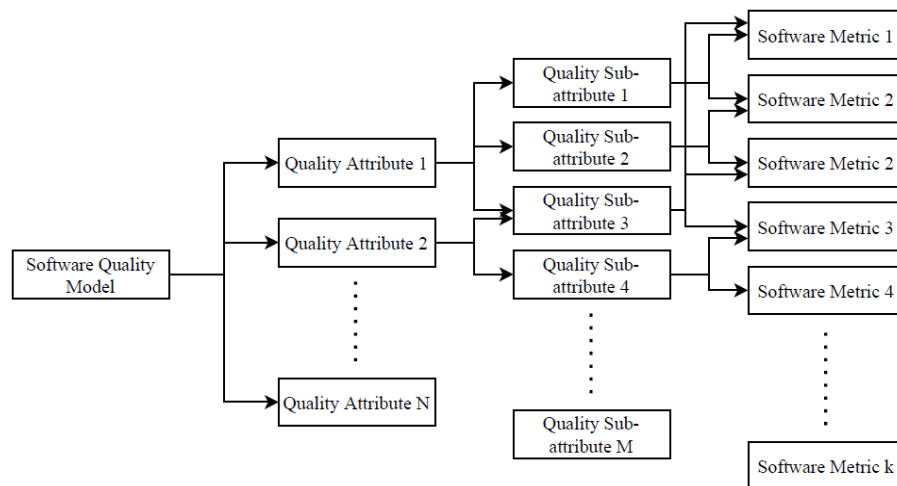 Software Quality
Model
Quality Attribute 1
Quality Attribute 2
Quality Attribute N
Quality Sub-
attribute 1
Quality Sub-
attribute 2
Quality Sub-
attribute 3
Quality Sub-
attribute 4
Quality Sub-
attribute M
Software Metric 1
Software Metric 2
Software Metric 2
Software Metric 3
Software Metric 4
Software Metric k